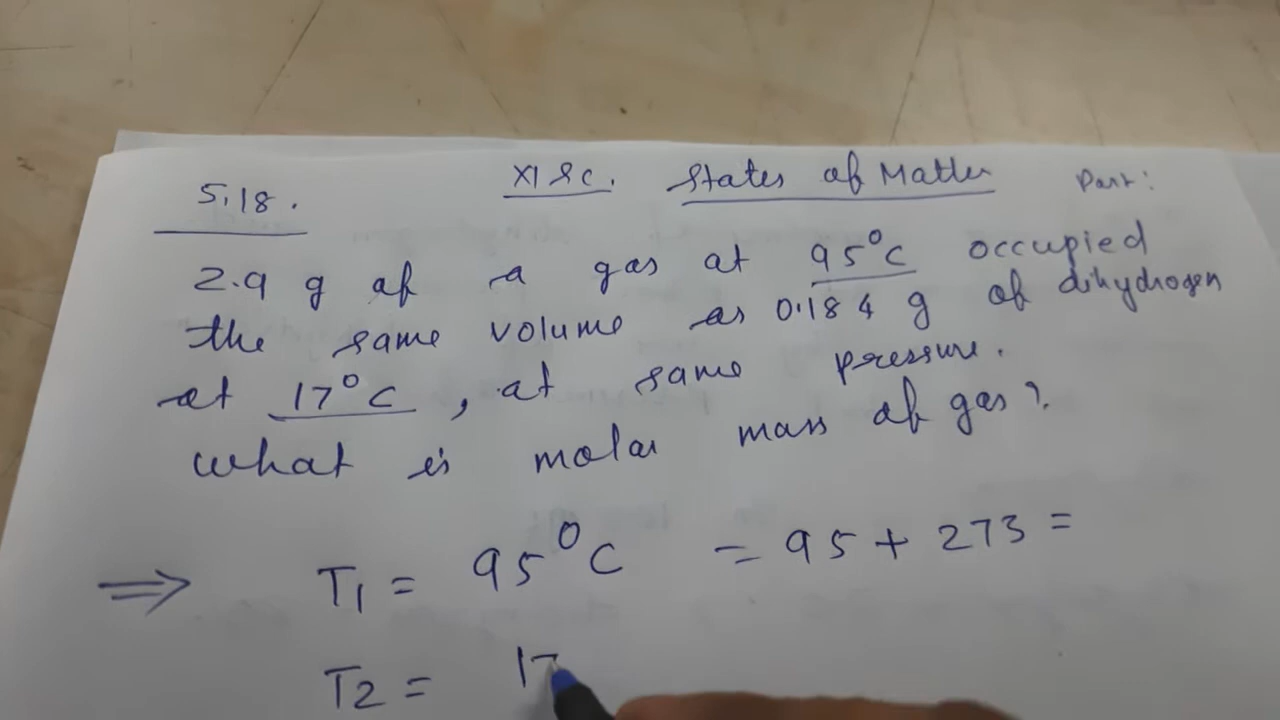 5.18.
XI Sc. States of Matter Part:
2.9 g of a gas at 95°C occupied
the same volume as 0.184 g of dihydrogen
at 17°C, at same pressure.
what is molar mass of gas?
⇒ T1 = 95°C = 95 + 273 =
T2 = 17